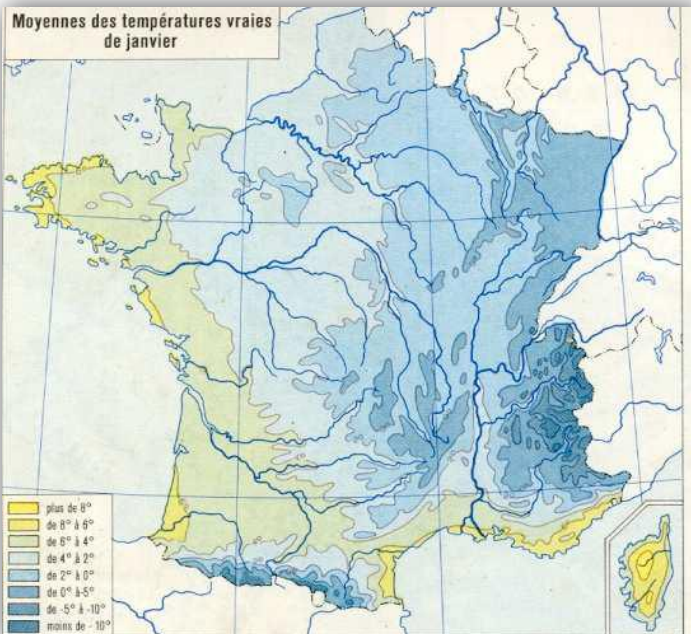 Moyennes des températures vraies
de janvier
plus de 8°
de 8° à 6°
de 6° à 4°
de 4° à 2°
de 2° à 0°
de 0° à -5°
de -5° à -10°
moins de -10°